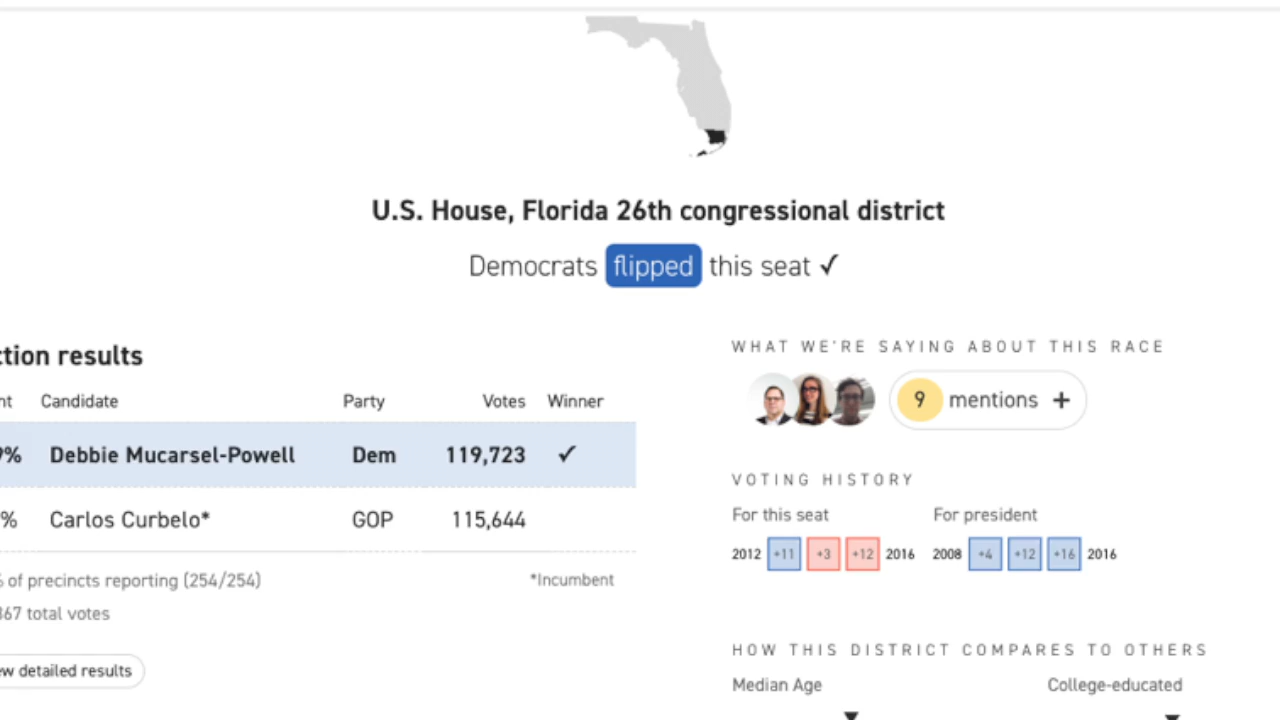 U.S. House, Florida 26th congressional district
Democrats flipped this seat ✓
ction results
nt Candidate Party Votes Winner
9% Debbie Mucarsel-Powell Dem 119,723 ✓
% Carlos Curbelo* GOP 115,644
% of precincts reporting (254/254) *Incumbent
367 total votes
ew detailed results
WHAT WE'RE SAYING ABOUT THIS RACE
9 mentions +
VOTING HISTORY
For this seat For president
2012 +11 +3 +12 2016 2008 +4 +12 +16 2016
HOW THIS DISTRICT COMPARES TO OTHERS
Median Age College-educated